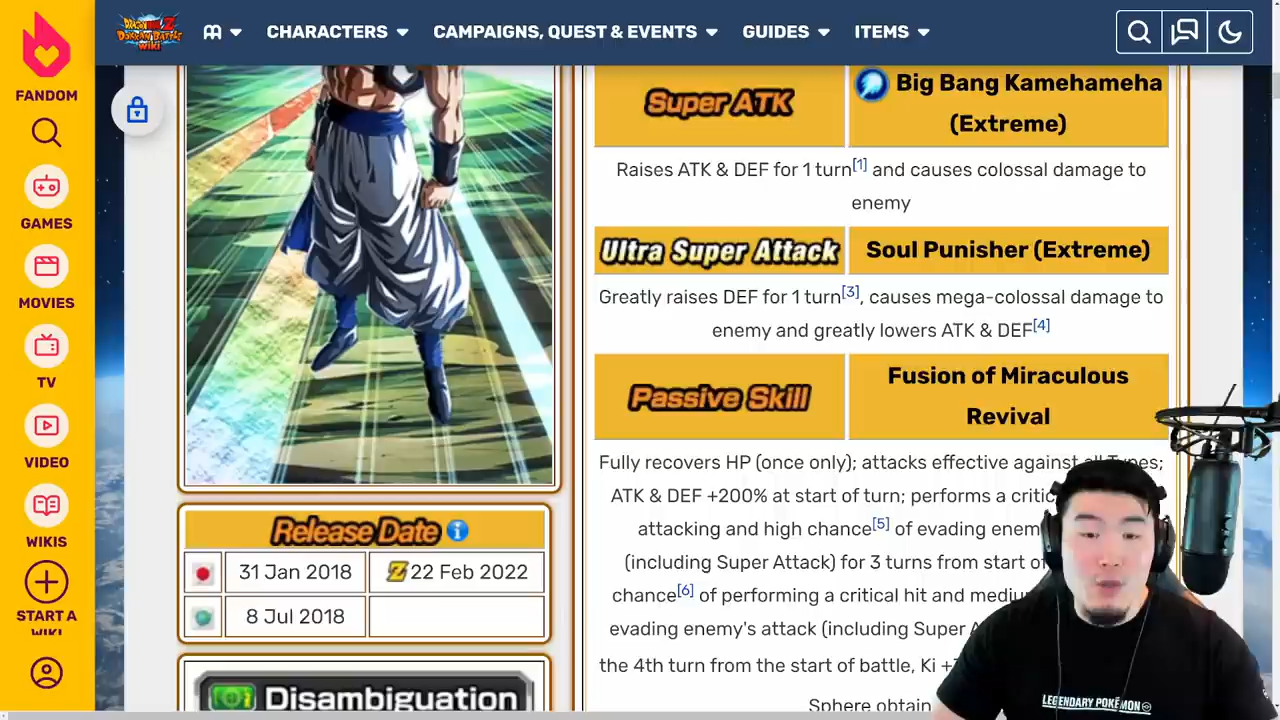 FANDOM
GAMES
MOVIES
TV
VIDEO
WIKIS
START A
DRAGON BALL Z
DOKKAN BATTLE
WIKI
CHARACTERS
CAMPAIGNS, QUEST & EVENTS
GUIDES
ITEMS
Release Date
31 Jan 2018
Z 22 Feb 2022
8 Jul 2018
Disambiguation
Super ATK
Big Bang Kamehameha
(Extreme)
Raises ATK & DEF for 1 turn[1] and causes colossal damage to
enemy
Ultra Super Attack
Soul Punisher (Extreme)
Greatly raises DEF for 1 turn[3], causes mega-colossal damage to
enemy and greatly lowers ATK & DEF[4]
Passive Skill
Fusion of Miraculous
Revival
Fully recovers HP (once only); attacks effective against all Types;
ATK & DEF +200% at start of turn; performs a
attacking and high chance[5] of evading
(including Super Attack) for 3 turns from start
chance[6] of performing a critical hit and
evading enemy's attack (including Super
the 4th turn from the start of battle, Ki
Sphere
LEGENDARY POKÉMON